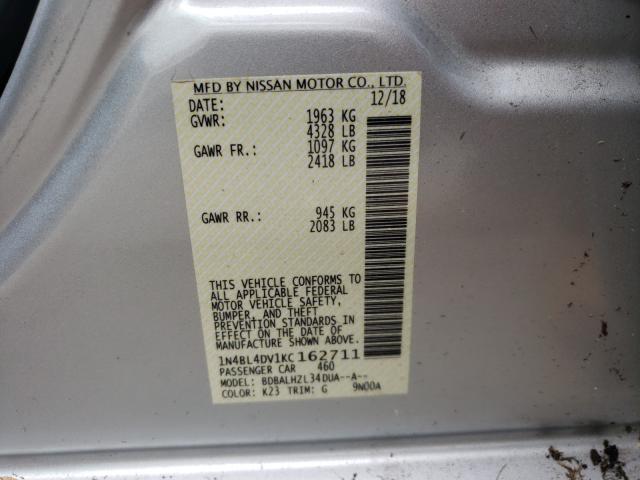 MFD BY NISSAN MOTOR CO., LTD.
DATE: 12/18
GVWR: 1963 KG
4328 LB
GAWR FR.: 1097 KG
2418 LB
GAWR RR.: 945 KG
2083 LB
THIS VEHICLE CONFORMS TO
ALL APPLICABLE FEDERAL
MOTOR VEHICLE SAFETY,
BUMPER, AND THEFT
PREVENTION STANDARDS IN
EFFECT ON THE DATE OF
MANUFACTURE SHOWN ABOVE.
1N4BL4DV1KC162711
PASSENGER CAR 460
MODEL: BDBALHZL34DUA--A--
COLOR: K23 TRIM: G 9N00A